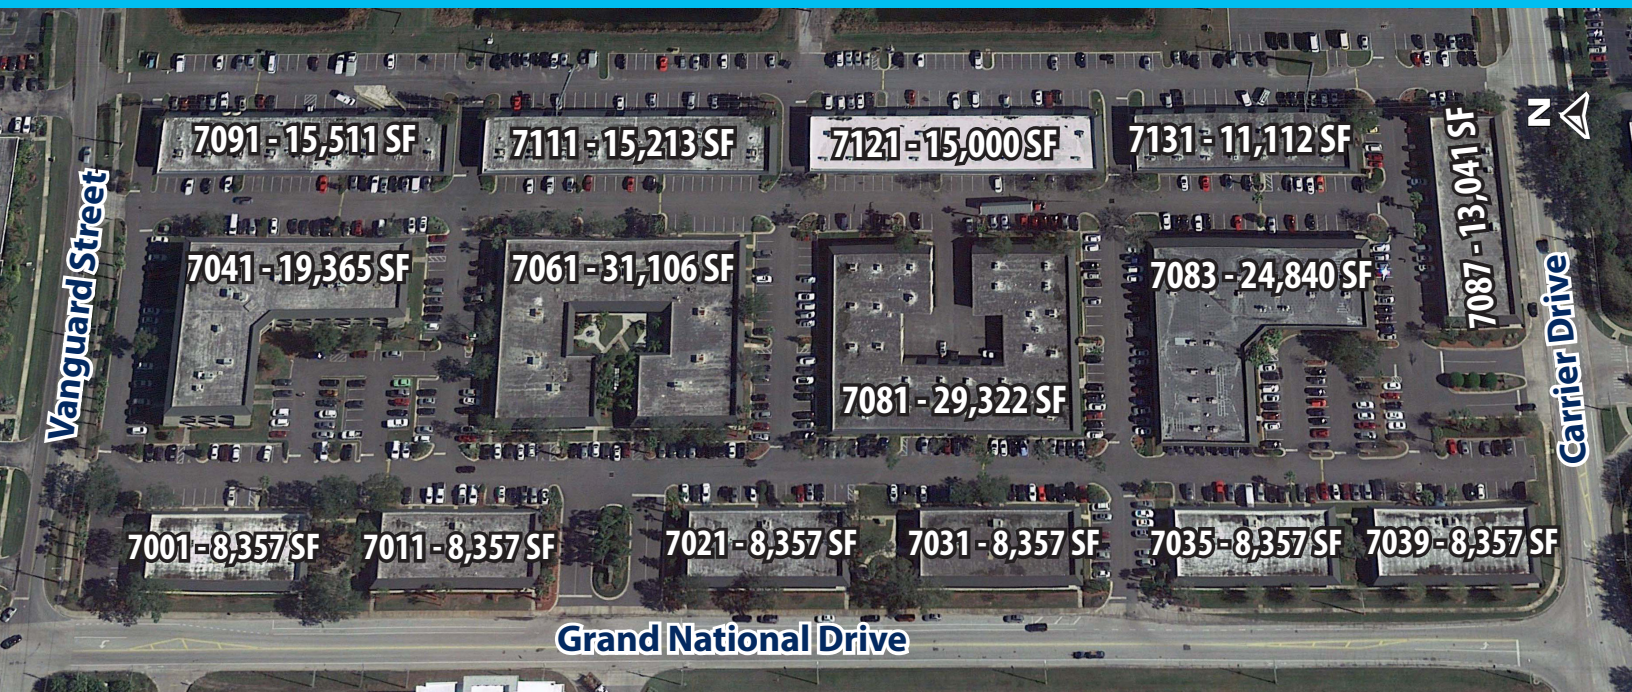 7091 - 15,511 SF
7111 - 15,213 SF
7121 - 15,000 SF
7131 - 11,112 SF
7087 - 13,041 SF
N
Vanguard Street
7041 - 19,365 SF
7061 - 31,106 SF
7081 - 29,322 SF
7083 - 24,840 SF
Carrier Drive
7001 - 8,357 SF
7011 - 8,357 SF
7021 - 8,357 SF
7031 - 8,357 SF
7035 - 8,357 SF
7039 - 8,357 SF
Grand National Drive